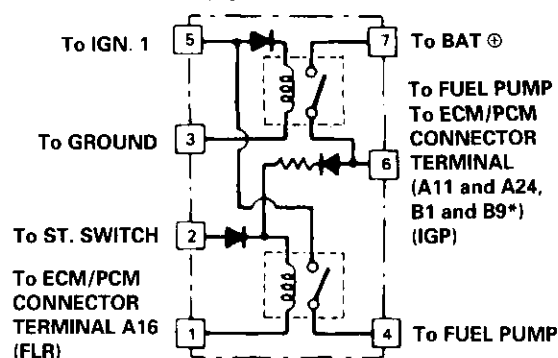 To IGN. 1
5
7
To BAT ⊕
To FUEL PUMP
To ECM/PCM
CONNECTOR
TERMINAL
(A11 and A24,
B1 and B9*)
(IGP)
To GROUND
3
6
To ST. SWITCH
2
To ECM/PCM
CONNECTOR
TERMINAL A16
(FLR)
1
4
To FUEL PUMP